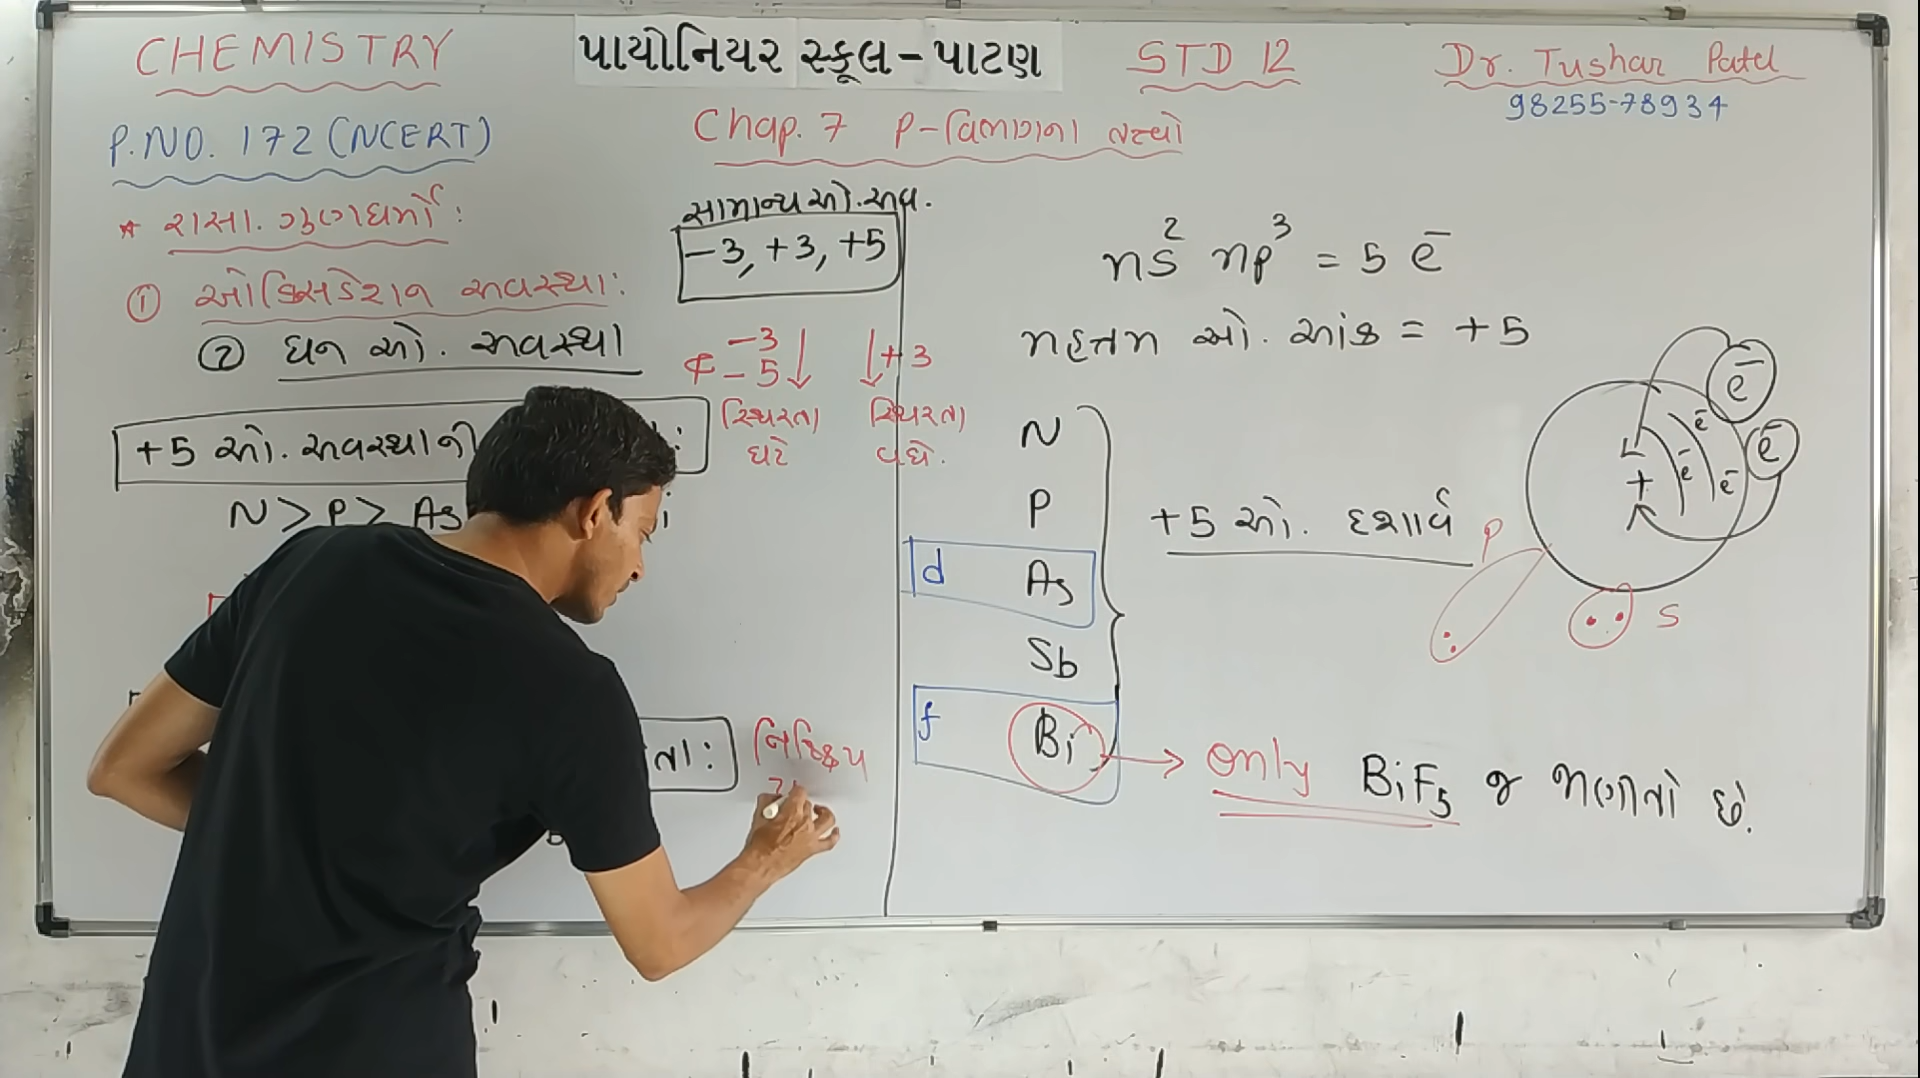 CHEMISTRY
પાયોનિયર સ્કૂલ - પાટણ
STD 12
Dr. Tushar Patel
98255-78934
P.NO. 172 (NCERT)
Chap. 7 P-વિભાગના તત્વો
* રાસા. ગુણધર્મો:
સામાન્ય ઓ. અવ.
-3, +3, +5
① ઓક્સિડેશન અવસ્થા:
② ઘન ઓ. અવસ્થા
-3 ↓
-5 ↓
સ્થિરતા
ઘટે
↓ +3
સ્થિરતા
વધે.
+5 ઓ. અવસ્થાની
N > P > As
તા:
નિષ્ક્રિય
ns² np³ = 5 e⁻
મહત્તમ ઓ. આંક = +5
N
P
d As
Sb
f Bi
+5 ઓ. દર્શાવે
e⁻
e⁻
e⁻
e⁻
e⁻
+
P
S
→ only BiF₅ જ જાણીતો છે.